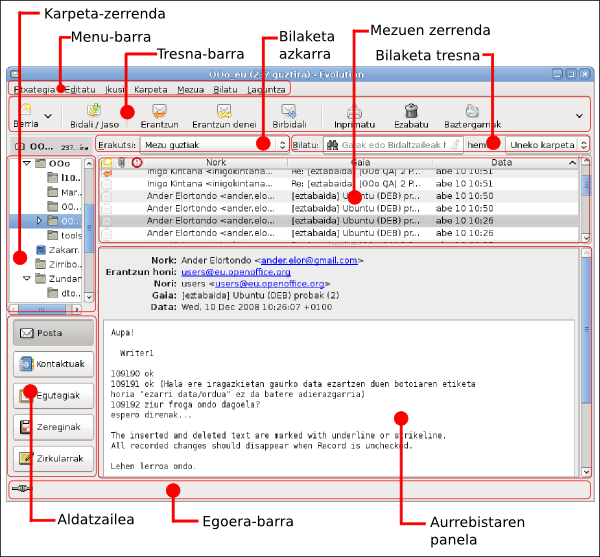 Karpeta-zerrenda
Menu-barra
Tresna-barra
Bilaketa
azkarra
Mezuen zerrenda
Bilaketa tresna
OOo_eu (237 guztira) - Evolution
Fitxategia Editatu Ikusi Karpeta Mezua Bilatu Laguntza
Berria Bidali / Jaso Erantzun Erantzun denei Birbidali Inprimatu Ezabatu Baztergarriak
OO... 237...ira Erakutsi: Mezu guztiak Bilatu: Gaiak edo Bidaltzaileak hemen Uneko karpeta
Nork Gaia Data
Inigo Kintana <inigokintana... Re: [eztabaida] [OOo QA] 2 P... abe 10 10:51
Inigo Kintana <inigokintana... Re: [eztabaida] [OOo QA] 2 P... abe 10 10:51
Ander Elortondo <ander.elo... [eztabaida] Ubuntu (DEB) pr... abe 10 10:50
Ander Elortondo <ander.elo... [eztabaida] Ubuntu (DEB) pr... abe 10 10:50
Ander Elortondo <ander.elo... [eztabaida] Ubuntu (DEB) pr... abe 10 10:26
Ander Elortondo <ander.elo... [eztabaida] Ubuntu (DEB) pr... abe 10 10:26
OOo
l10...
Mar...
OO...
OO...
tools
Zakarr...
Zirribo...
Zundar...
dto...
Nork: Ander Elortondo <ander.elor@gmail.com>
Erantzun honi: users@eu.openoffice.org
Nori: users <users@eu.openoffice.org>
Gaia: [eztabaida] Ubuntu (DEB) probak (2)
Data: Wed, 10 Dec 2008 10:26:07 +0100
Aupa!
Writer1
109190 ok
109191 ok (Hala ere iragazkietan gaurko data ezartzen duen botoiaren etiketa
horia "ezarri data/ordua" ez da batere adierazgarria)
109192 ziur froga ondo dagoela?
espero direnak...
The inserted and deleted text are marked with underline or strikeline.
All recorded changes should disappear when Record is unchecked.
Lehen lerroa ondo.
Posta
Kontaktuak
Egutegiak
Zereginak
Zirkularrak
Aldatzailea
Egoera-barra
Aurrebistaren
panela